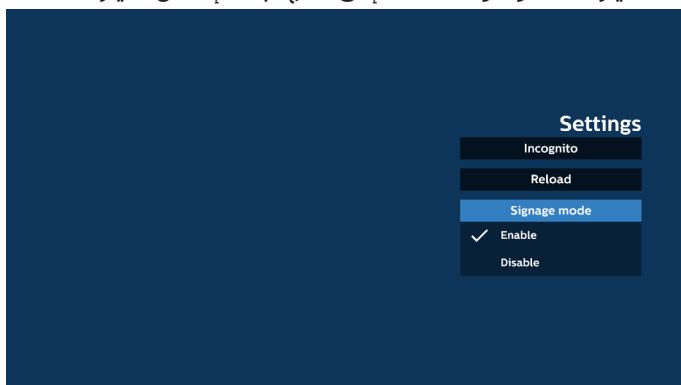 Settings
Incognito
Reload
Signage mode
Enable
Disable